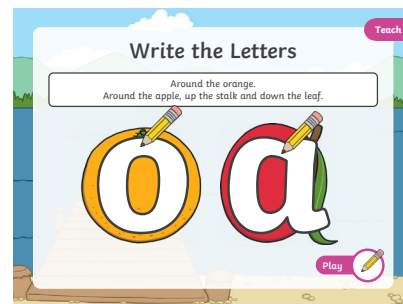 Teach
Write the Letters
Around the orange.
Around the apple, up the stalk and down the leaf.
o a
Play